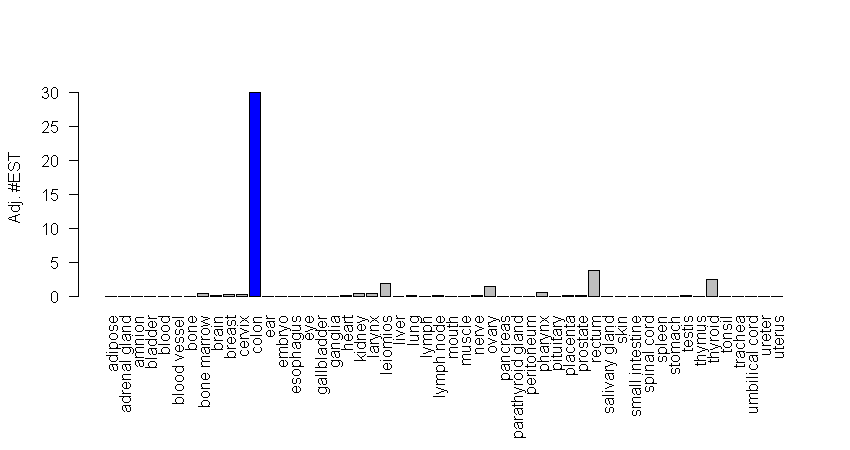 Adj. #EST
30
25
20
15
10
5
0
adipose
adrenal gland
amnion
bladder
blood
blood vessel
bone
bone marrow
brain
breast
cervix
colon
ear
embryo
esophagus
eye
gallbladder
ganglia
heart
kidney
larynx
leiomios
liver
lung
lymph
lymph node
mouth
muscle
nerve
ovary
pancreas
parathyroid gland
peritoneum
pharynx
pituitary
placenta
prostate
rectum
salivary gland
skin
small intestine
spinal cord
spleen
stomach
testis
thymus
thyroid
tonsil
trachea
umbilical cord
ureter
uterus